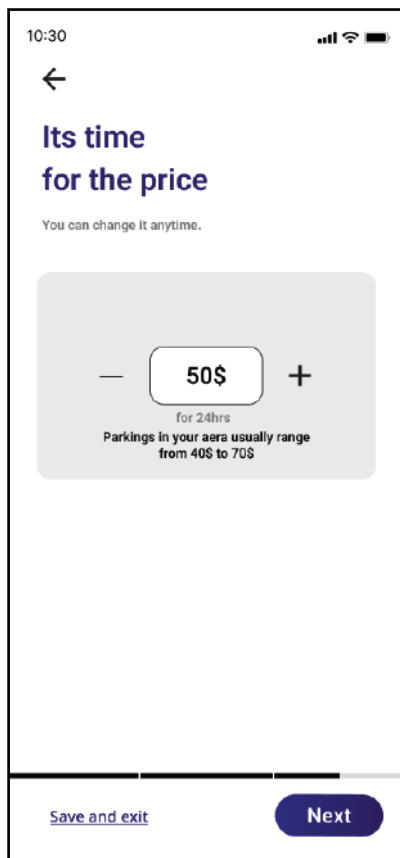 10:30
Its time
for the price
You can change it anytime.
— 50$ +
for 24hrs
Parkings in your aera usually range
from 40$ to 70$
Save and exit
Next